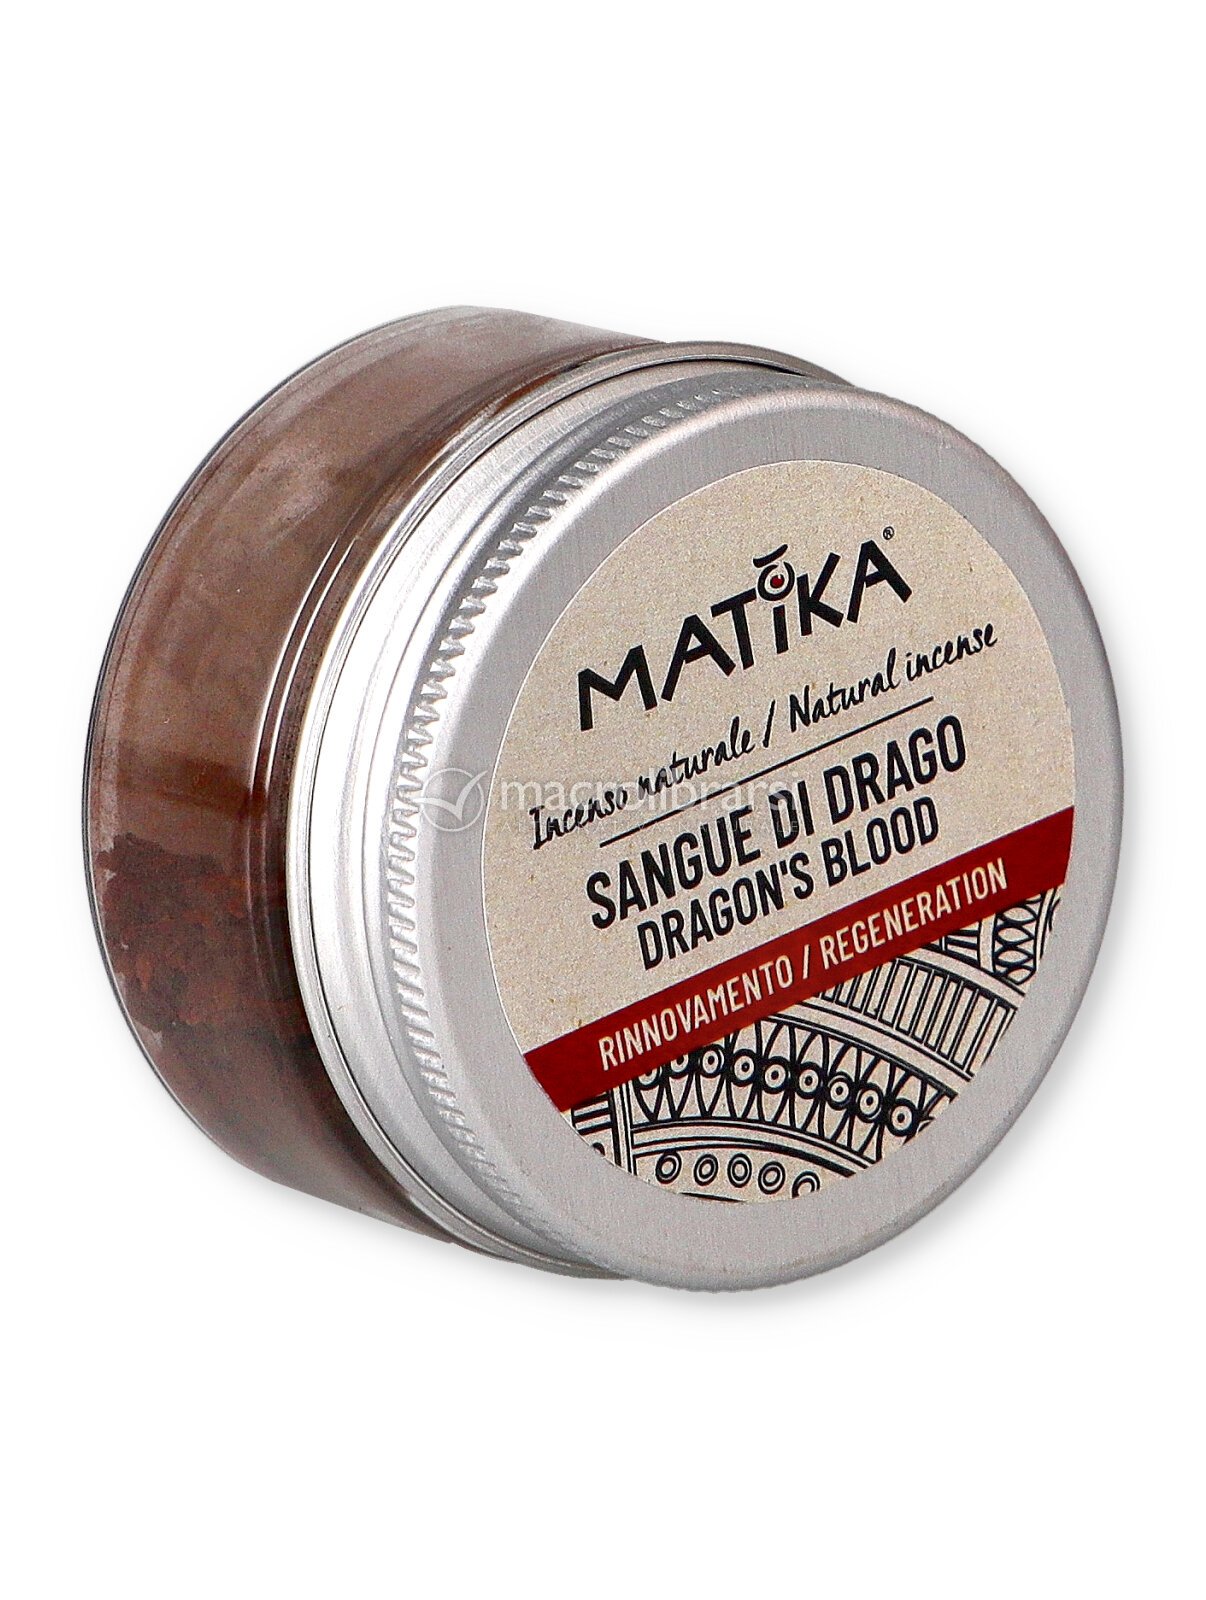 MATIKA®
Incenso naturale / Natural incense
macrolibrarsi
SANGUE DI DRAGO
DRAGON'S BLOOD
RINNOVAMENTO / REGENERATION